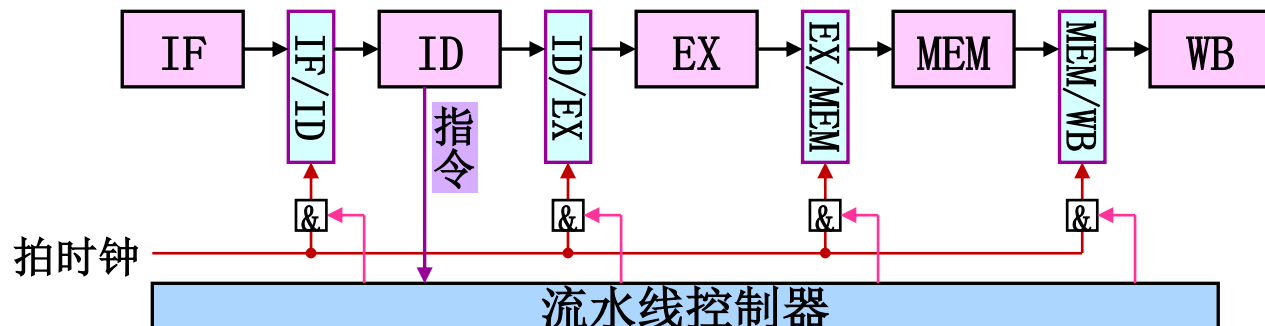 IF
IF/ID
ID
ID/EX
EX
EX/MEM
MEM
MEM/WB
WB
指令
&
&
&
&
拍时钟
流水线控制器